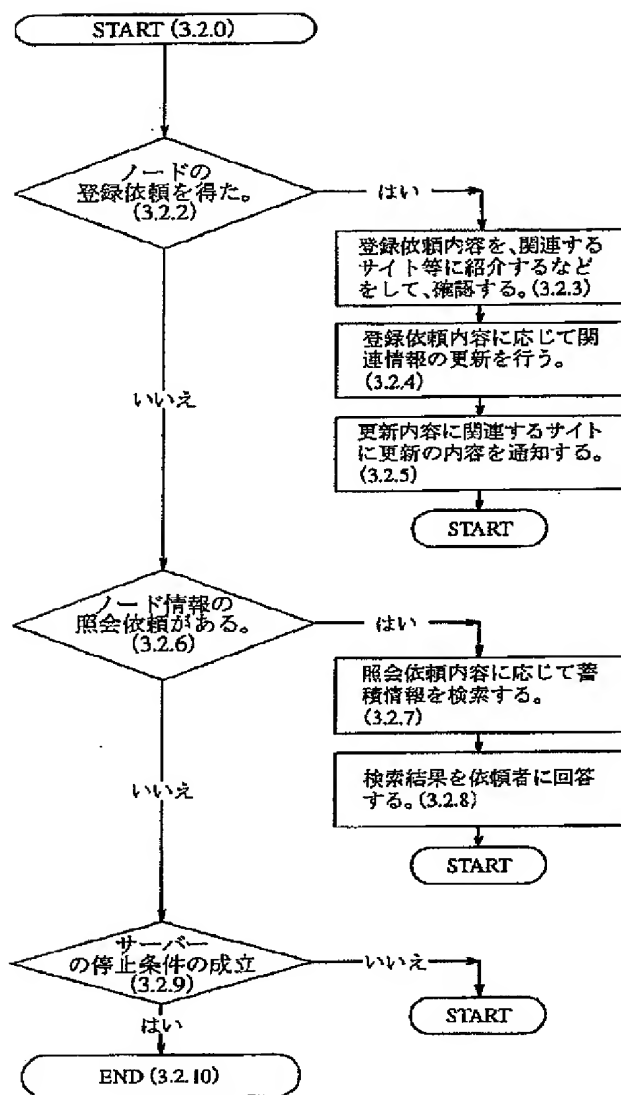 START (3.2.0)
ノードの
登録依頼を得た。
(3.2.2)
はい
登録依頼内容を、関連する
サイト等に紹介するなど
をして、確認する。(3.2.3)
登録依頼内容に応じて関
連情報の更新を行う。
(3.2.4)
いいえ
更新内容に関連するサイト
に更新の内容を通知する。
(3.2.5)
START
ノード情報の
照会依頼がある。
(3.2.6)
はい
照会依頼内容に応じて蓄
積情報を検索する。
(3.2.7)
いいえ
検索結果を依頼者に回答
する。(3.2.8)
START
サーバー
の停止条件の成立
(3.2.9)
いいえ
START
はい
END (3.2.10)